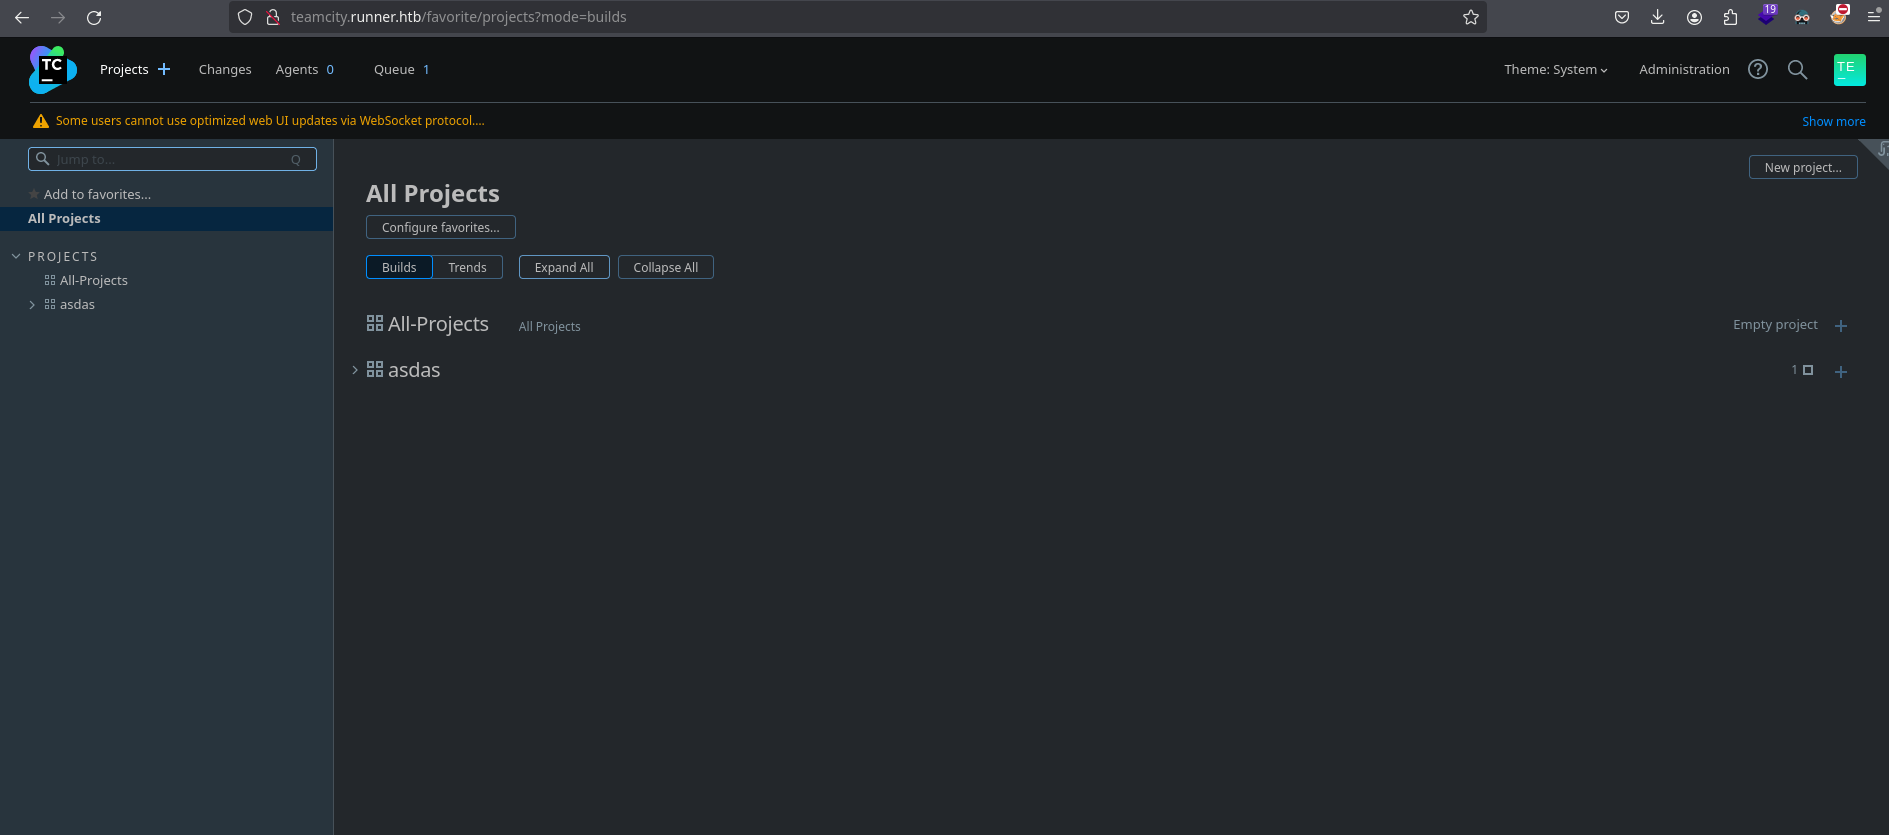 teamcity.runner.htb/favorite/projects?mode=builds
19
TC
Projects
Changes
Agents 0
Queue 1
Theme: System
Administration
TE
Some users cannot use optimized web UI updates via WebSocket protocol....
Show more
Jump to...
Q
New project...
Add to favorites...
All Projects
All Projects
Configure favorites...
PROJECTS
Builds
Trends
Expand All
Collapse All
All-Projects
asdas
All-Projects
All Projects
Empty project
asdas
1